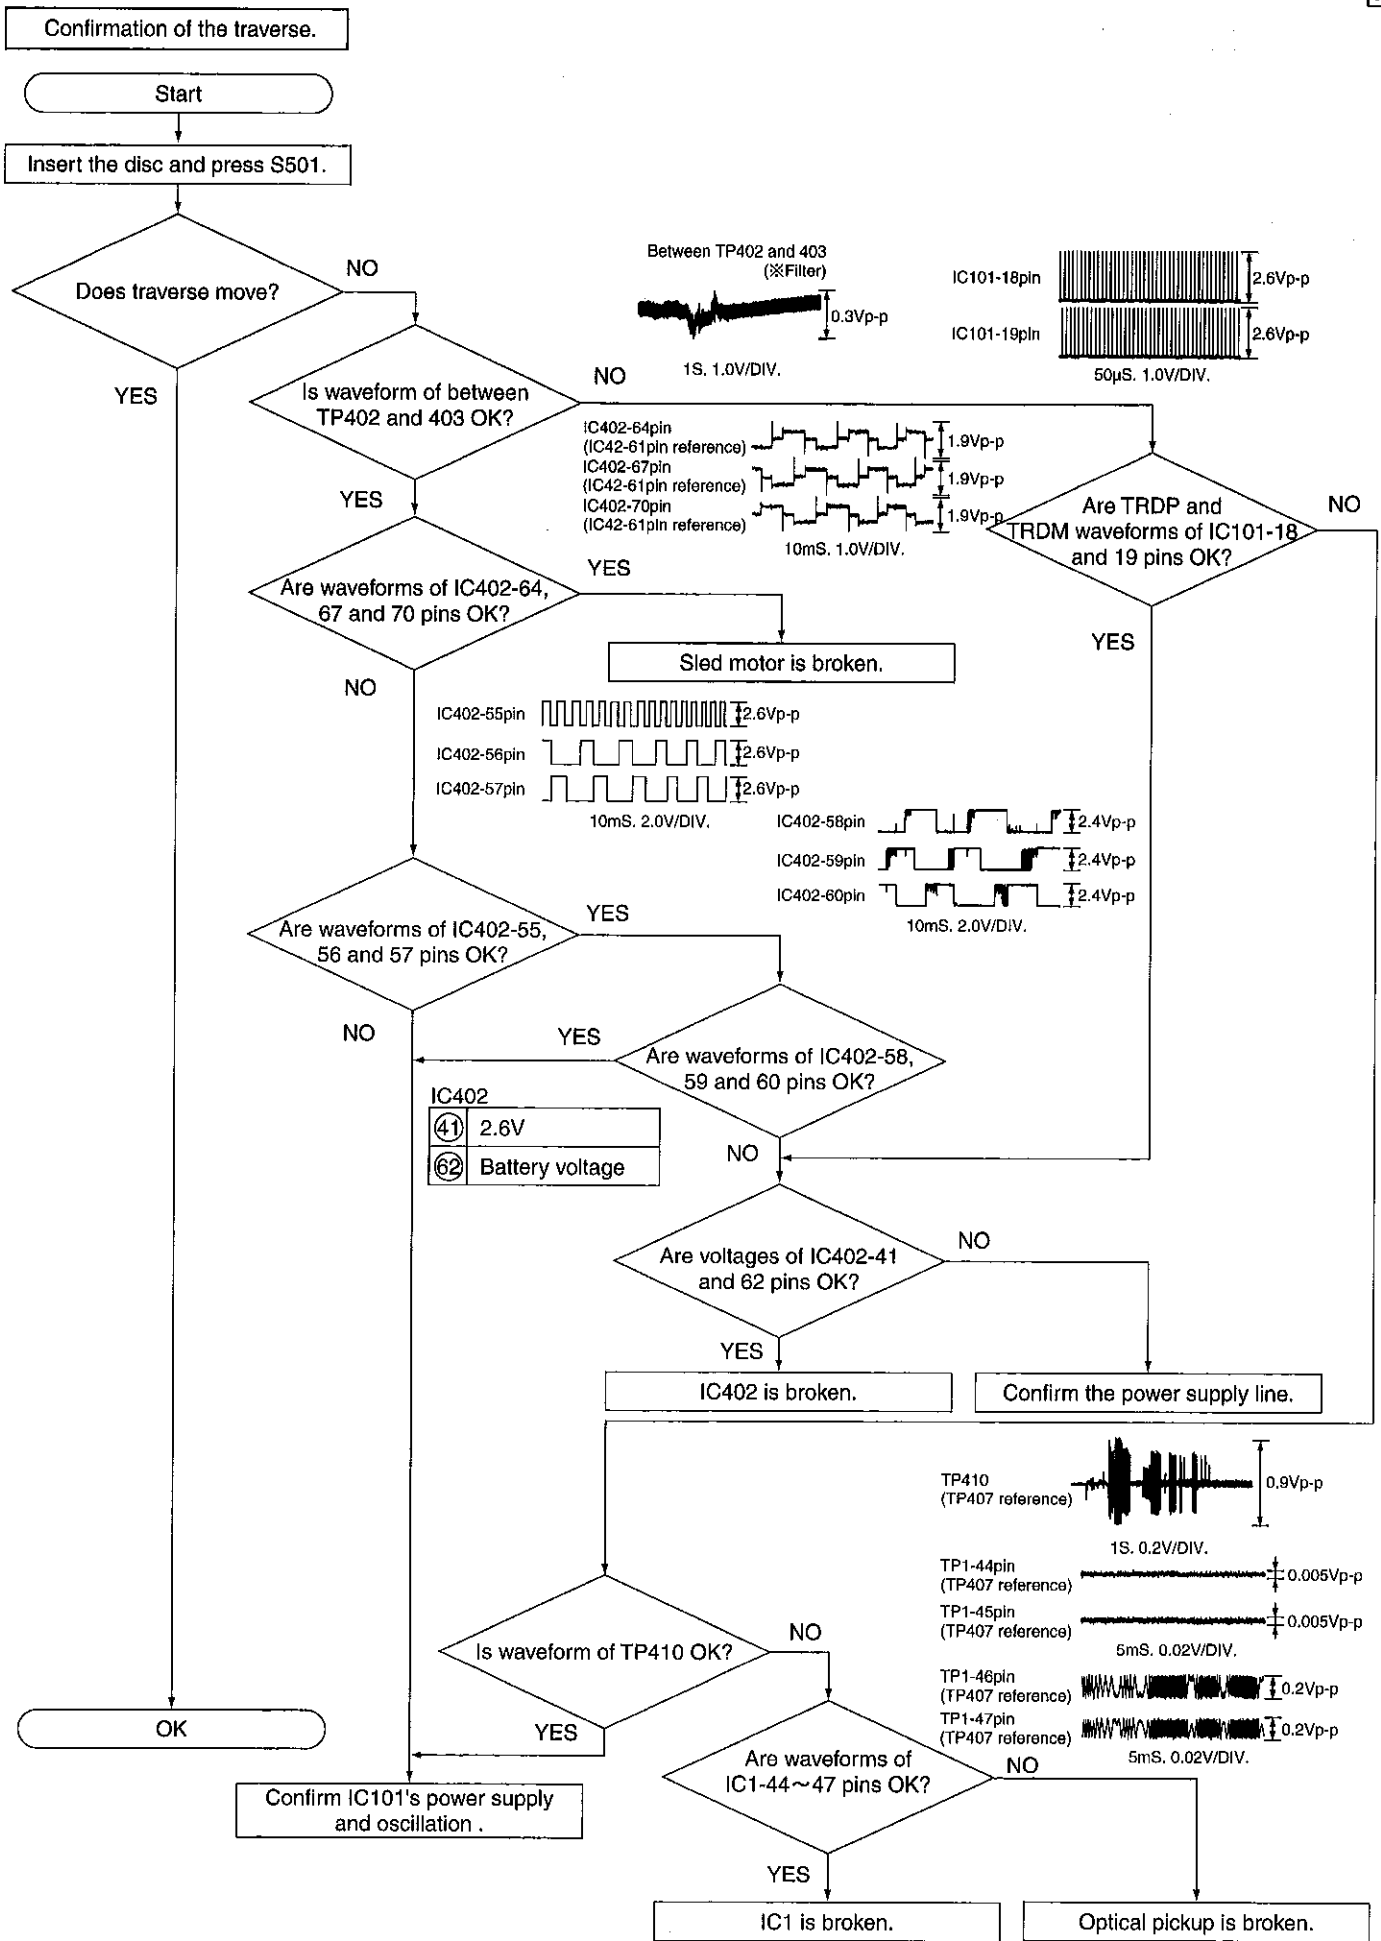 Confirmation of the traverse.
Start
Insert the disc and press S501.
Does traverse move?
NO
YES
Between TP402 and 403
(※Filter)
0.3Vp-p
1S. 1.0V/DIV.
IC101-18pin
2.6Vp-p
IC101-19pin
2.6Vp-p
50µS. 1.0V/DIV.
Is waveform of between
TP402 and 403 OK?
NO
YES
IC402-64pin
(IC42-61pin reference)
1.9Vp-p
IC402-67pin
(IC42-61pin reference)
1.9Vp-p
IC402-70pin
(IC42-61pin reference)
1.9Vp-p
10mS. 1.0V/DIV.
Are TRDP and
TRDM waveforms of IC101-18
and 19 pins OK?
NO
YES
Are waveforms of IC402-64,
67 and 70 pins OK?
YES
NO
Sled motor is broken.
IC402-55pin
2.6Vp-p
IC402-56pin
2.6Vp-p
IC402-57pin
2.6Vp-p
10mS. 2.0V/DIV.
IC402-58pin
2.4Vp-p
IC402-59pin
2.4Vp-p
IC402-60pin
2.4Vp-p
10mS. 2.0V/DIV.
Are waveforms of IC402-55,
56 and 57 pins OK?
YES
NO
Are waveforms of IC402-58,
59 and 60 pins OK?
YES
NO
IC402
41 2.6V
62 Battery voltage
Are voltages of IC402-41
and 62 pins OK?
NO
YES
IC402 is broken.
Confirm the power supply line.
TP410
(TP407 reference)
0.9Vp-p
1S. 0.2V/DIV.
TP1-44pin
(TP407 reference)
0.005Vp-p
TP1-45pin
(TP407 reference)
0.005Vp-p
5mS. 0.02V/DIV.
TP1-46pin
(TP407 reference)
0.2Vp-p
TP1-47pin
(TP407 reference)
0.2Vp-p
5mS. 0.02V/DIV.
Is waveform of TP410 OK?
NO
YES
OK
Confirm IC101's power supply
and oscillation .
Are waveforms of
IC1-44～47 pins OK?
NO
YES
IC1 is broken.
Optical pickup is broken.